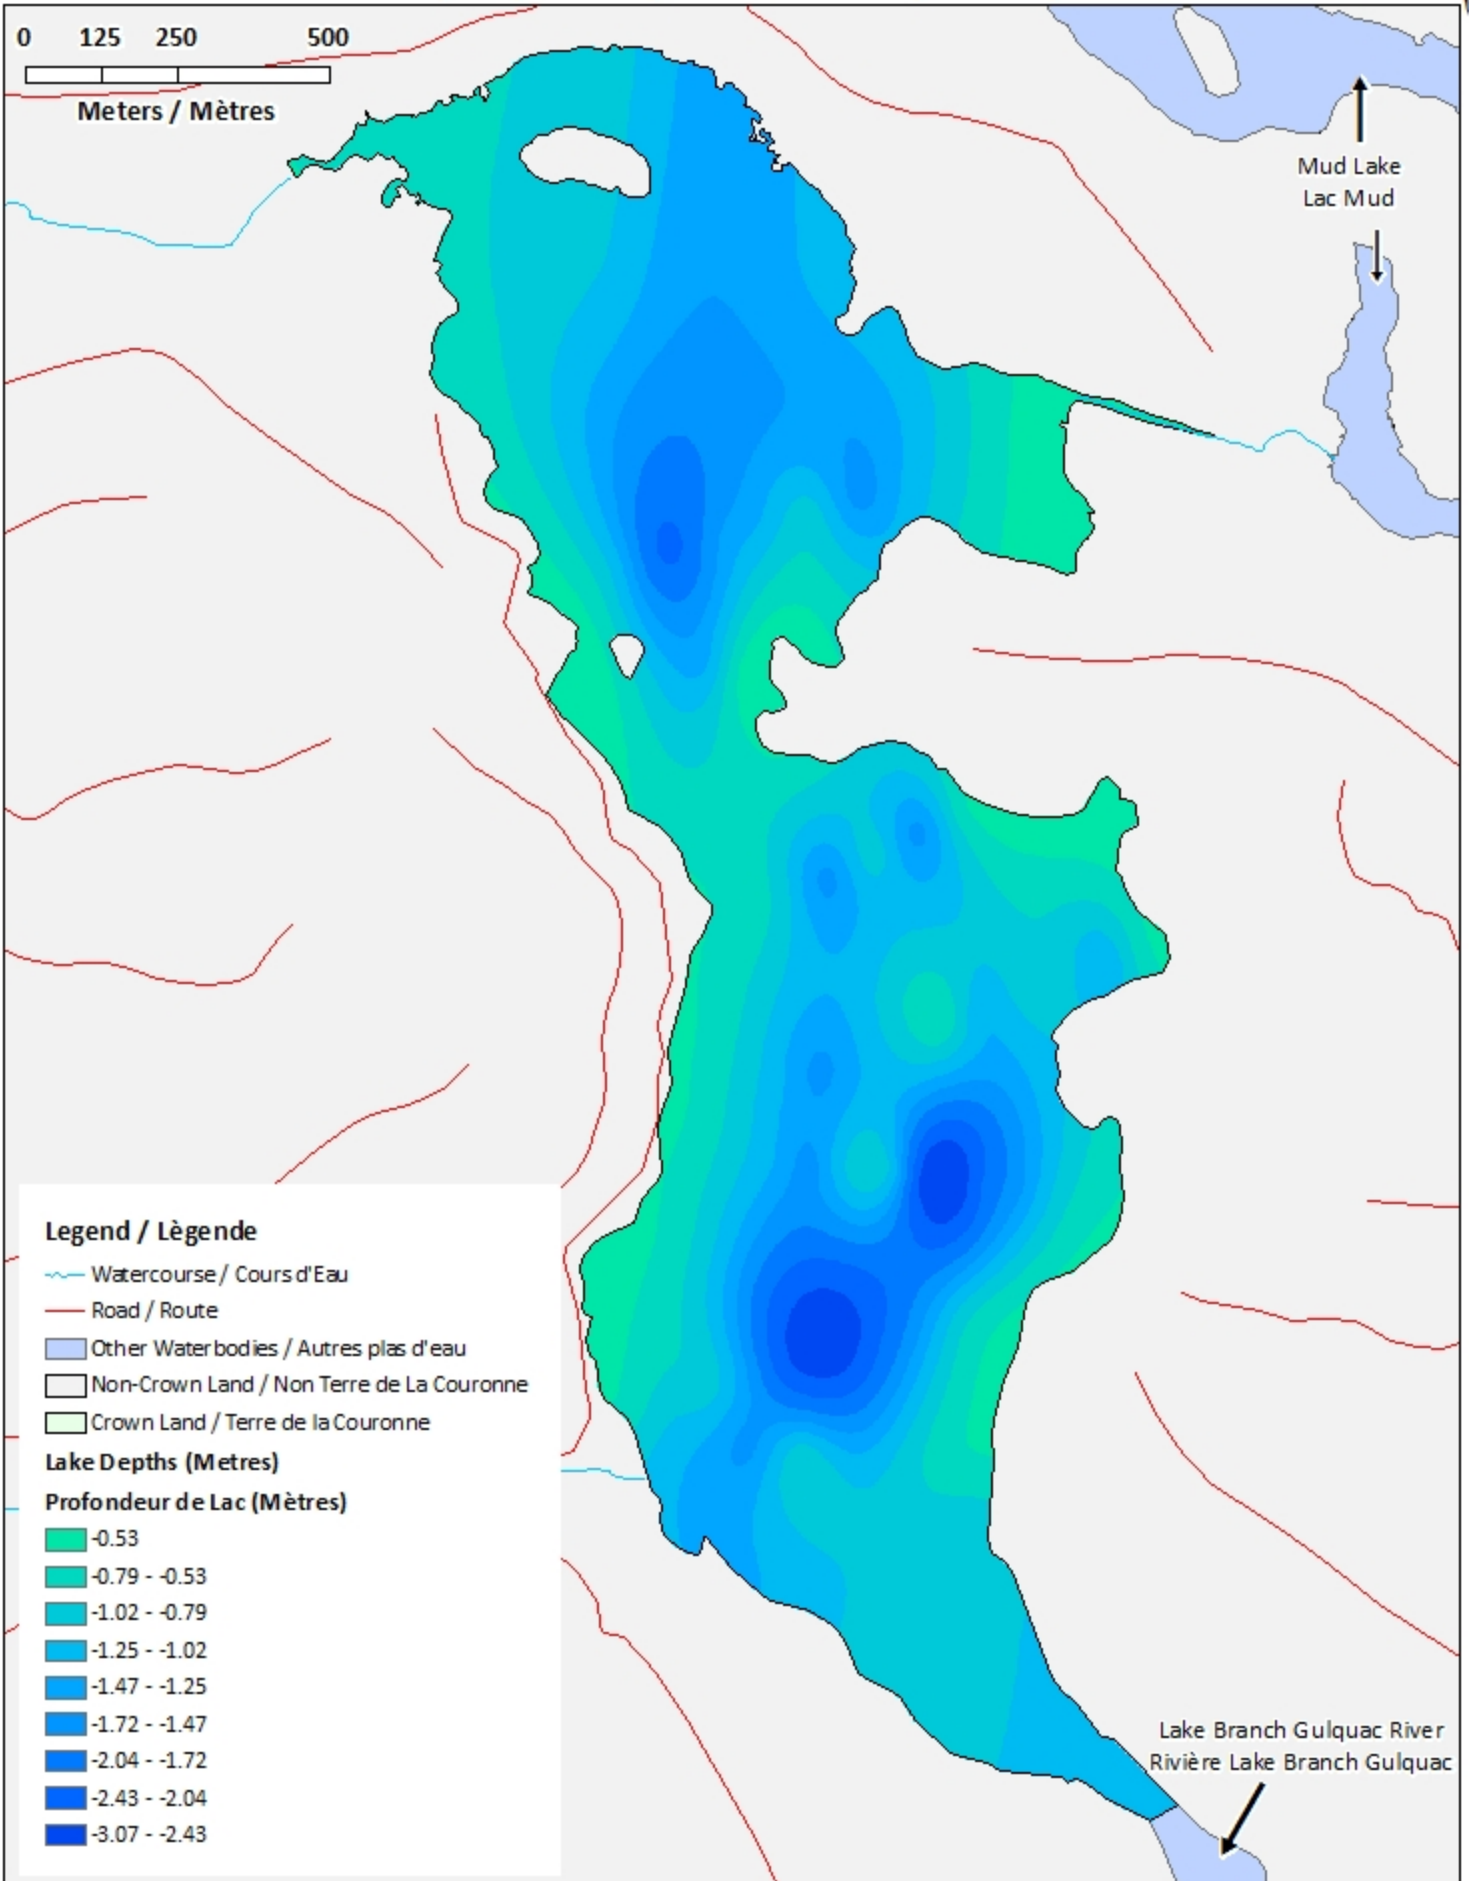 0 125 250 500
Meters / Mètres
Mud Lake
Lac Mud
Legend / Lègende
Watercourse / Cours d'Eau
Road / Route
Other Waterbodies / Autres plas d'eau
Non-Crown Land / Non Terre de La Couronne
Crown Land / Terre de la Couronne
Lake Depths (Metres)
Profondeur de Lac (Mètres)
-0.53
-0.79 - -0.53
-1.02 - -0.79
-1.25 - -1.02
-1.47 - -1.25
-1.72 - -1.47
-2.04 - -1.72
-2.43 - -2.04
-3.07 - -2.43
Lake Branch Gulquac River
Rivière Lake Branch Gulquac